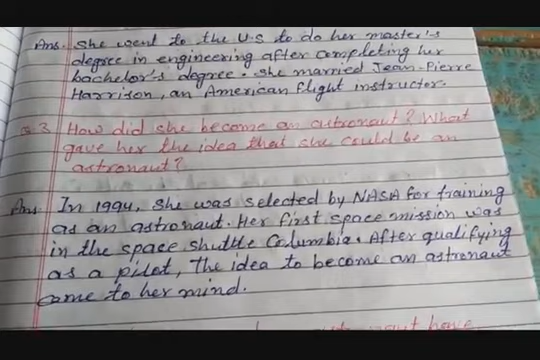 Ans. She went to the U.S to do her master's
degree in engineering after completing her
bachelor's degree. She married Jean-Pierre
Harrison, an American flight instructor.
Q.3 How did she become an astronaut? What
gave her the idea that she could be an
astronaut?
Ans. In 1994, she was selected by NASA for training
as an astronaut. Her first space mission was
in the space shuttle Columbia. After qualifying
as a pilot, The idea to become an astronaut
came to her mind.